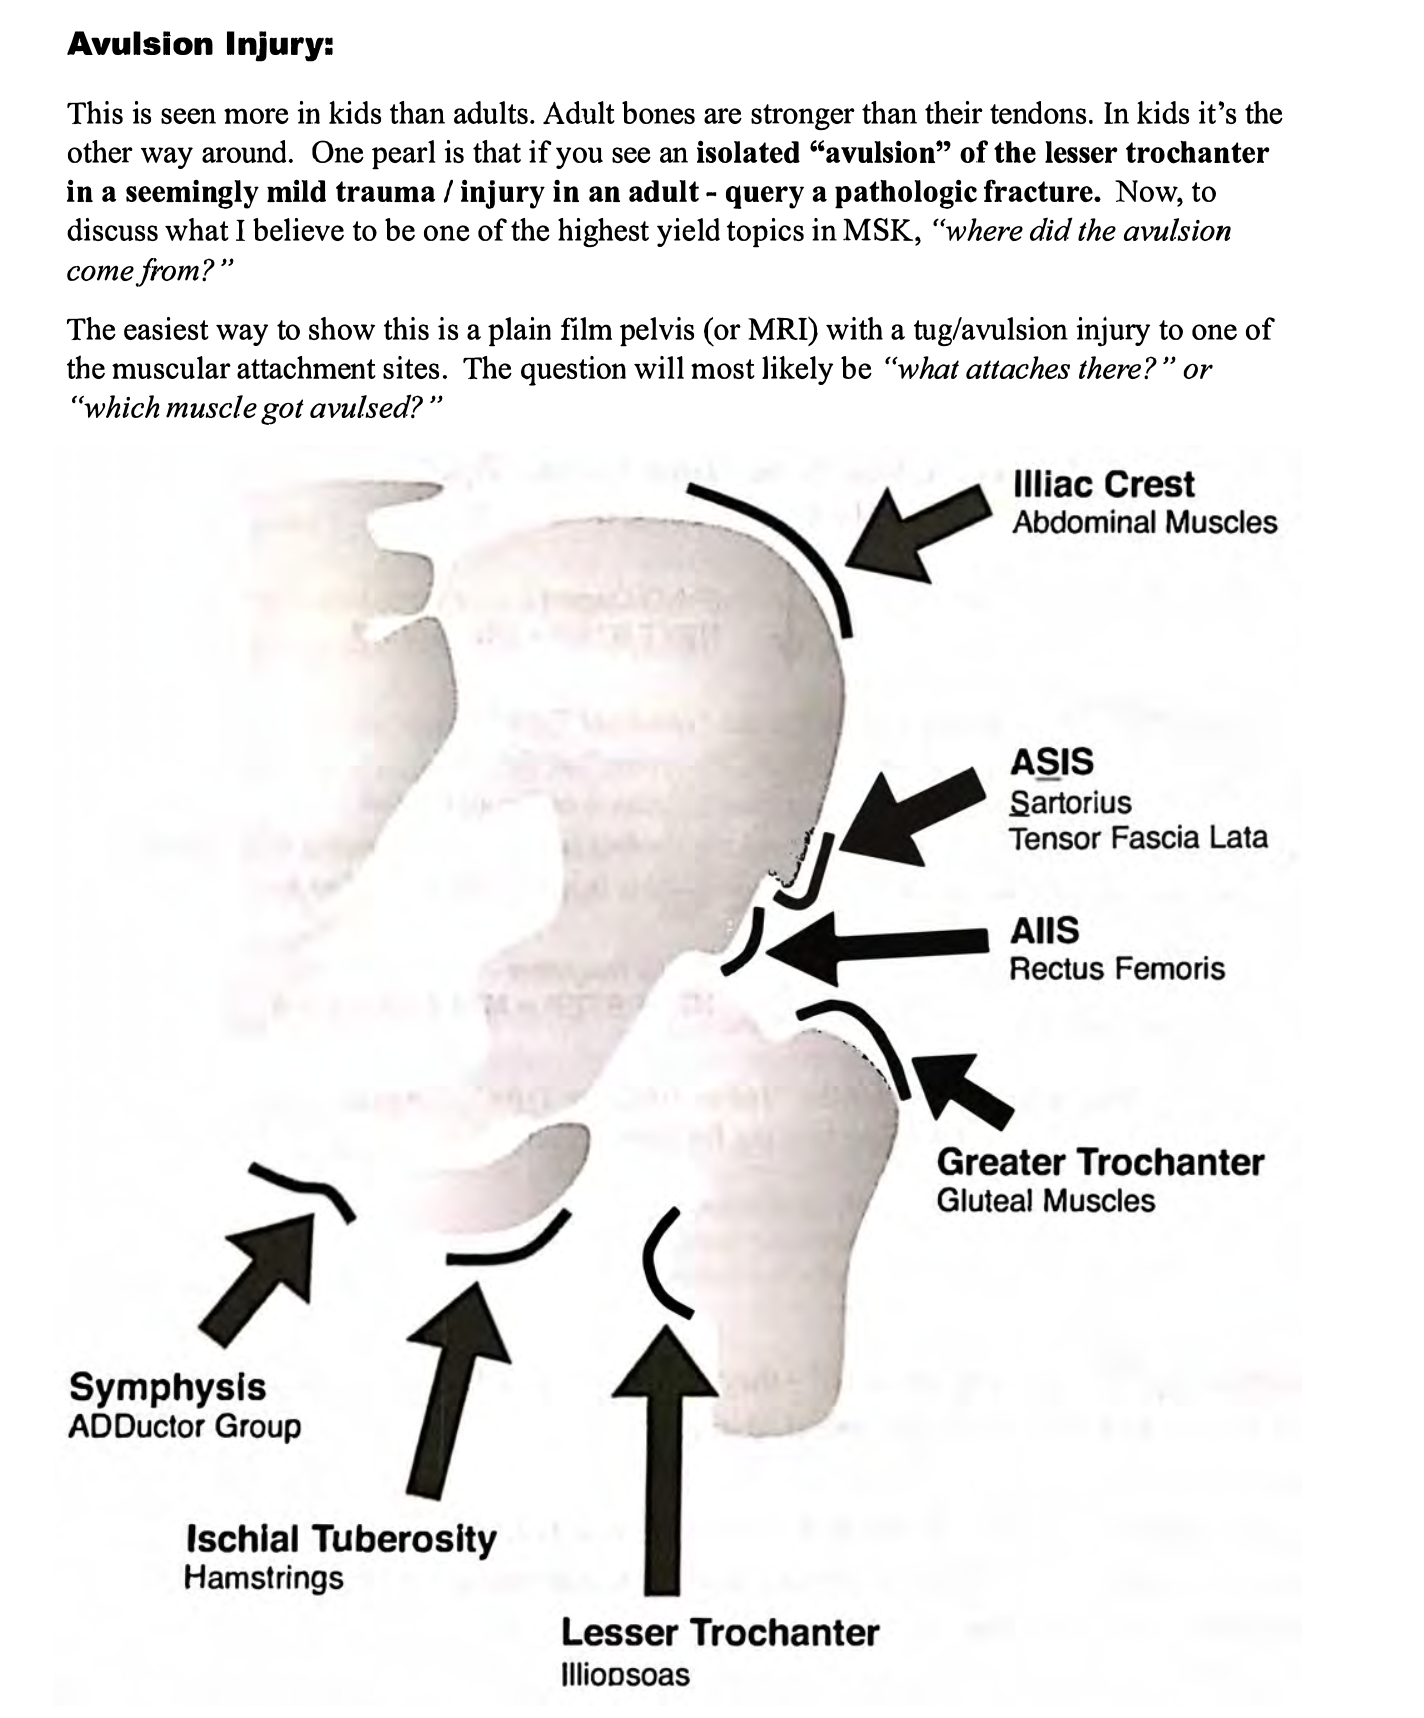 Avulsion Injury:
This is seen more in kids than adults. Adult bones are stronger than their tendons. In kids it's the
other way around. One pearl is that if you see an isolated “avulsion” of the lesser trochanter
in a seemingly mild trauma / injury in an adult - query a pathologic fracture. Now, to
discuss what I believe to be one of the highest yield topics in MSK, “where did the avulsion
come from?”
The easiest way to show this is a plain film pelvis (or MRI) with a tug/avulsion injury to one of
the muscular attachment sites. The question will most likely be “what attaches there?” or
“which muscle got avulsed?”
Illiac Crest
Abdominal Muscles
ASIS
Sartorius
Tensor Fascia Lata
AIIS
Rectus Femoris
Greater Trochanter
Gluteal Muscles
Symphysis
ADDuctor Group
Ischial Tuberosity
Hamstrings
Lesser Trochanter
Illiopsoas